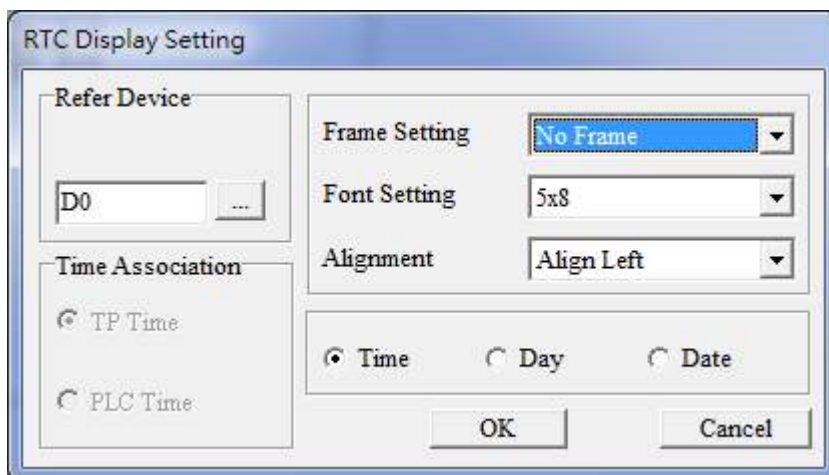 RTC Display Setting
Refer Device
D0
...
Time Association
TP Time
PLC Time
Frame Setting
No Frame
Font Setting
5x8
Alignment
Align Left
Time
Day
Date
OK
Cancel